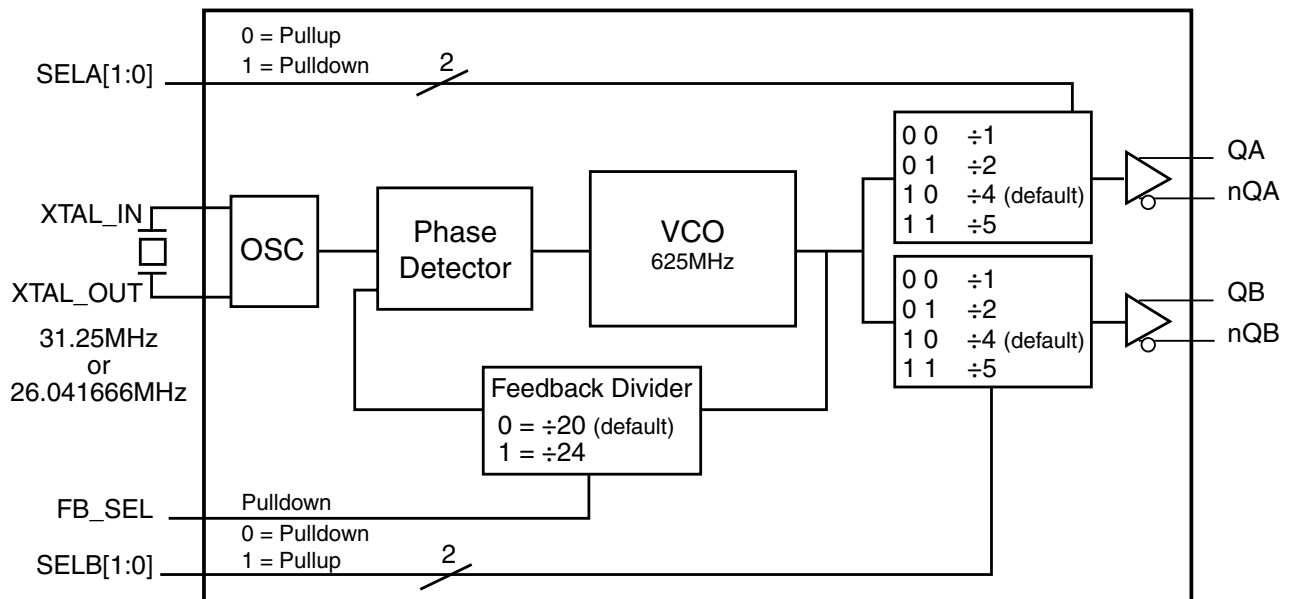 0 = Pullup
1 = Pulldown
2
SELA[1:0]
0 0 ÷1
0 1 ÷2
1 0 ÷4 (default)
1 1 ÷5
QA
nQA
XTAL_IN
XTAL_OUT
31.25MHz
or
26.041666MHz
OSC
Phase
Detector
VCO
625MHz
0 0 ÷1
0 1 ÷2
1 0 ÷4 (default)
1 1 ÷5
QB
nQB
Feedback Divider
0 = ÷20 (default)
1 = ÷24
FB_SEL
Pulldown
0 = Pulldown
1 = Pullup
2
SELB[1:0]